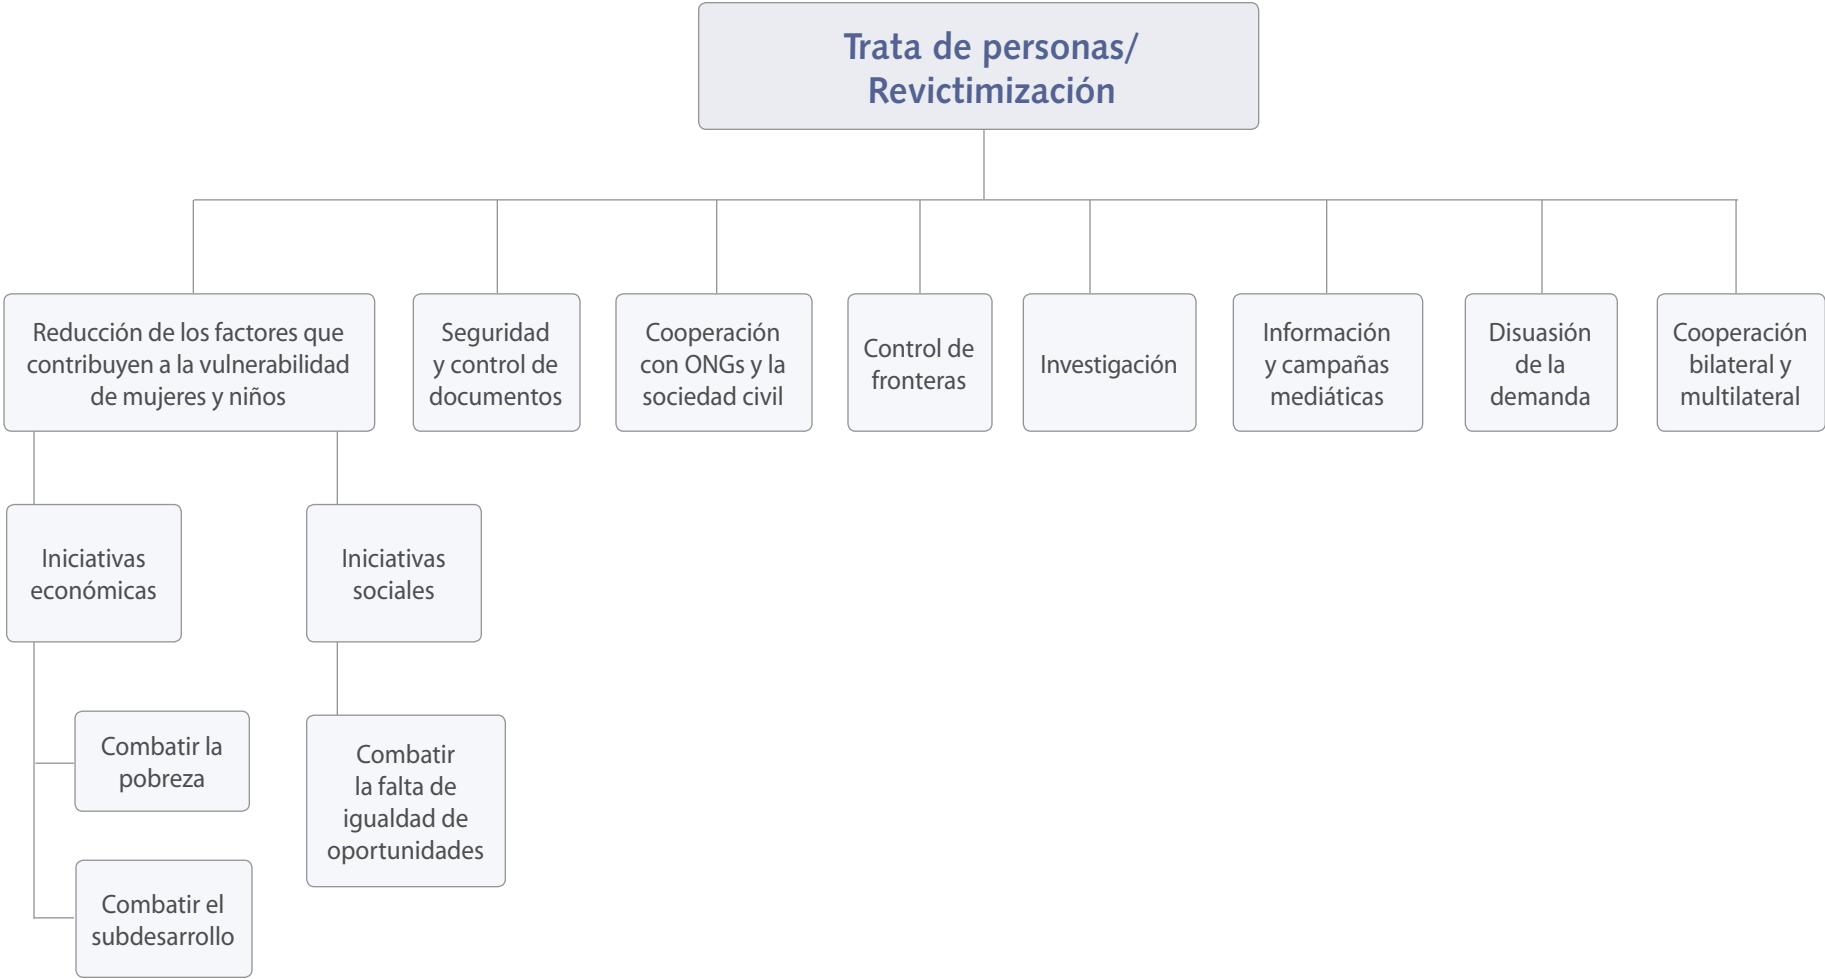 Trata de personas/
Revictimización
Reducción de los factores que
contribuyen a la vulnerabilidad
de mujeres y niños
Seguridad
y control de
documentos
Cooperación
con ONGs y la
sociedad civil
Control de
fronteras
Investigación
Información
y campañas
mediáticas
Disuasión
de la
demanda
Cooperación
bilateral y
multilateral
Iniciativas
económicas
Iniciativas
sociales
Combatir la
pobreza
Combatir
la falta de
igualdad de
oportunidades
Combatir el
subdesarrollo